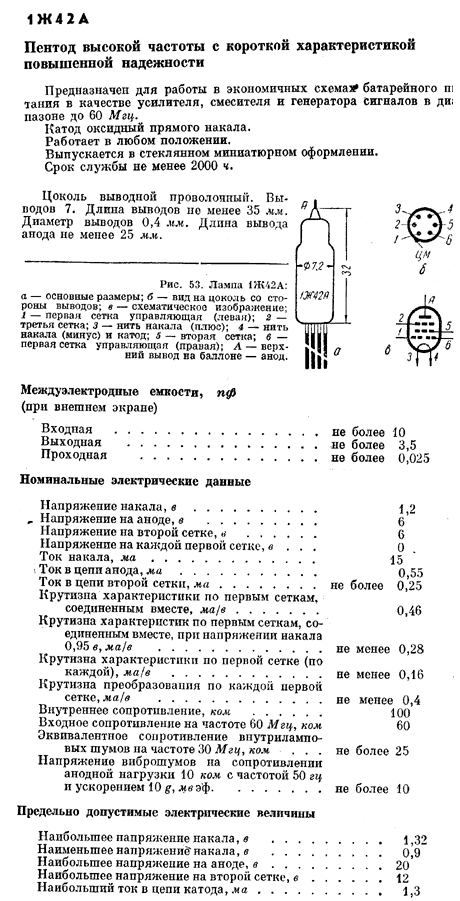 1Ж42А
Пентод высокой частоты с короткой характеристикой
повышенной надежности
Предназначен для работы в экономичных схемах батарейного
тания в качестве усилителя, смесителя и генератора сигналов в
пазоне до 60 Мгц.
Катод оксидный прямого накала.
Работает в любом положении.
Выпускается в стеклянном миниатюрном оформлении.
Срок службы не менее 2000 ч.
Цоколь выводной проволочный. Вы-
водов 7. Длина выводов не менее 35 мм.
Диаметр выводов 0,4 мм. Длина вывода
анода не менее 25 мм.
Рис. 53. Лампа 1Ж42А:
а — основные размеры; б — вид на цоколь со сто-
роны выводов; в — схематическое изображение;
1 — первая сетка управляющая (левая); 2 —
третья сетка; 3 — нить накала (плюс); 4 — нить
накала (минус) и катод; 5 — вторая сетка; 6 —
первая сетка управляющая (правая); А — верх-
ний вывод на баллоне — анод.
А
Ф7,2
32
1Ж42А
а
3 4
2 5
1 6
ЦМ
б
А
1 6
2 5
в 3 4
Междуэлектродные емкости, пф
(при внешнем экране)
Входная . . . . . . . . . . . . . . . . не более 10
Выходная . . . . . . . . . . . . . . . не более 3,5
Проходная . . . . . . . . . . . . . . . не более 0,025
Номинальные электрические данные
Напряжение накала, в . . . . . . . . . . 1,2
Напряжение на аноде, в . . . . . . . . . 6
Напряжение на второй сетке, в . . . . . . 6
Напряжение на каждой первой сетке, в . . . 0
Ток накала, ма . . . . . . . . . . . . . 15
Ток в цепи анода, ма . . . . . . . . . . 0,55
Ток в цепи второй сетки, ма . . . . . . . не более 0,25
Крутизна характеристики по первым сеткам,
соединенным вместе, ма/в . . . . . . . 0,46
Крутизна характеристик по первым сеткам, со-
единенным вместе, при напряжении накала
0,95 в, ма/в . . . . . . . . . . . . не менее 0,28
Крутизна характеристики по первой сетке (по
каждой), ма/в . . . . . . . . . . . . не менее 0,16
Крутизна преобразования по каждой первой
сетке, ма/в . . . . . . . . . . . . . не менее 0,4
Внутреннее сопротивление, ком . . . . . . 100
Входное сопротивление на частоте 60 Мгц, ком 60
Эквивалентное сопротивление внутрилампо-
вых шумов на частоте 30 Мгц, ком . . . не более 25
Напряжение виброшумов на сопротивлении
анодной нагрузки 10 ком с частотой 50 гц
и ускорением 10 g, мв эф. . . . . . . . не более 10
Предельно допустимые электрические величины
Наибольшее напряжение накала, в . . . . . . . . 1,32
Наименьшее напряжение накала, в . . . . . . . . 0,9
Наибольшее напряжение на аноде, в . . . . . . . 20
Наибольшее напряжение на второй сетке, в . . . . 12
Наибольший ток в цепи катода, ма . . . . . . . . 1,3